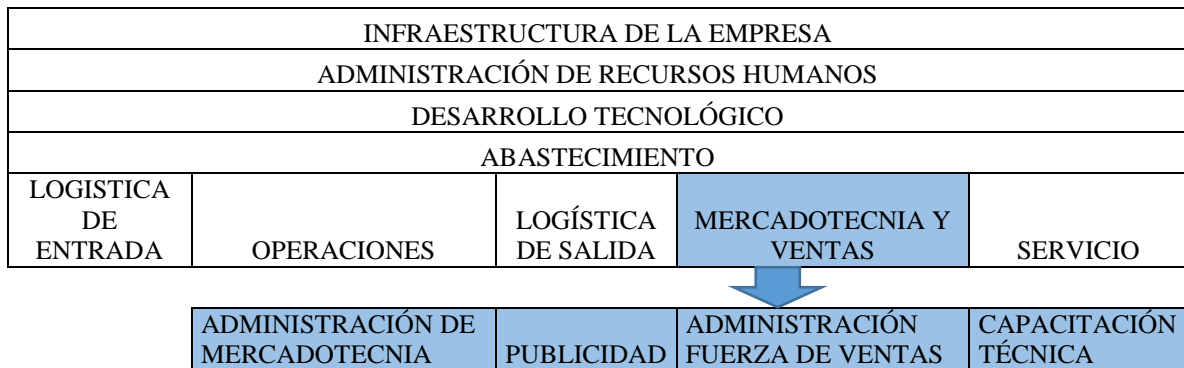 INFRAESTRUCTURA DE LA EMPRESA
ADMINISTRACIÓN DE RECURSOS HUMANOS
DESARROLLO TECNOLÓGICO
ABASTECIMIENTO
LOGISTICA
DE
ENTRADA
OPERACIONES
LOGÍSTICA
DE SALIDA
MERCADOTECNIA Y
VENTAS
SERVICIO
ADMINISTRACIÓN DE
MERCADOTECNIA
PUBLICIDAD
ADMINISTRACIÓN
FUERZA DE VENTAS
CAPACITACIÓN
TÉCNICA